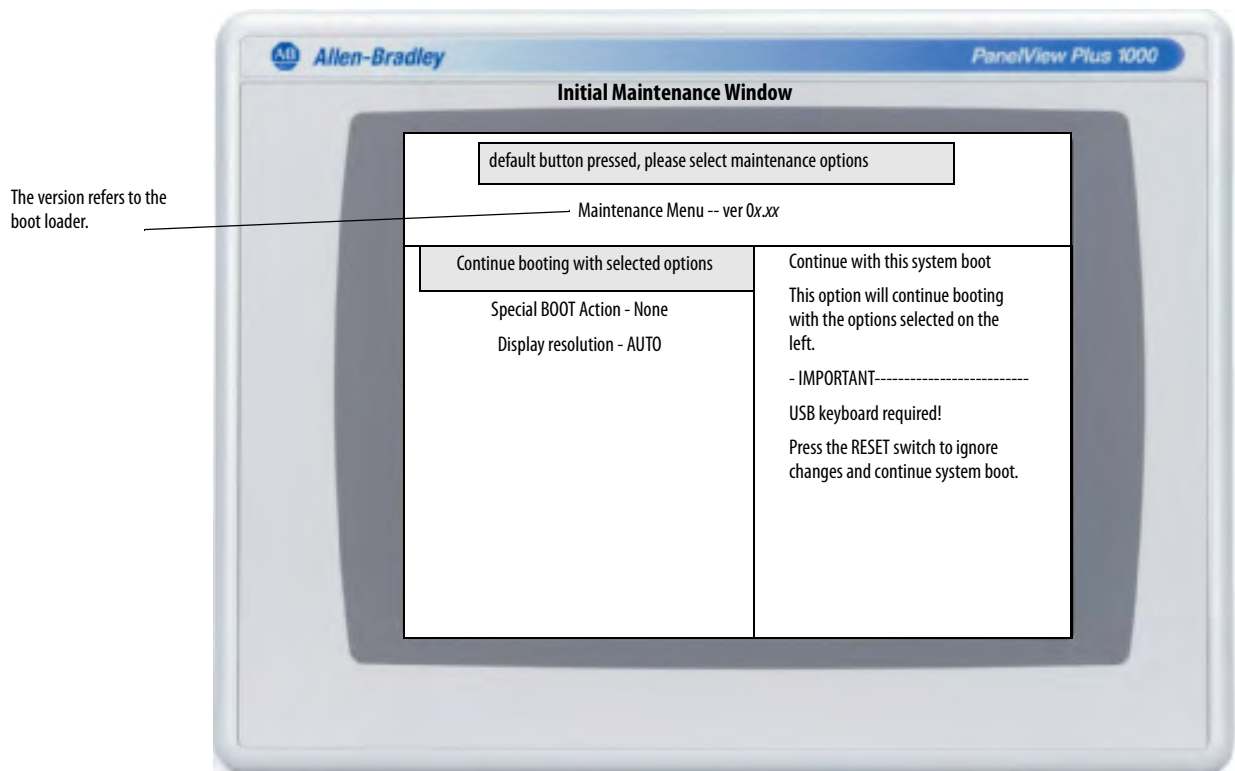 AB Allen-Bradley
PanelView Plus 1000
Initial Maintenance Window
default button pressed, please select maintenance options
The version refers to the
boot loader.
Maintenance Menu -- ver 0x.xx
Continue booting with selected options
Special BOOT Action - None
Display resolution - AUTO
Continue with this system boot
This option will continue booting
with the options selected on the
left.
- IMPORTANT--------------------------
USB keyboard required!
Press the RESET switch to ignore
changes and continue system boot.